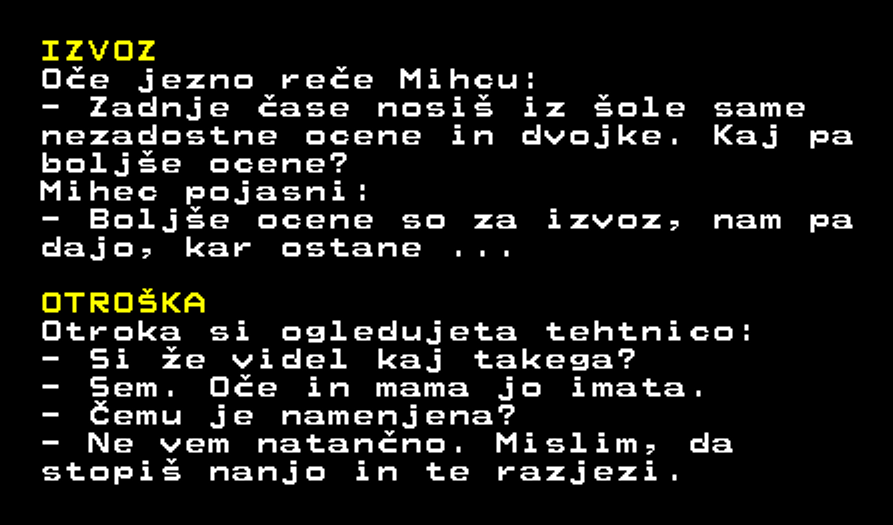 IZVOZ
Oče jezno reče Mihcu:
- Zadnje čase nosiš iz šole same
nezadostne ocene in dvojke. Kaj pa
boljše ocene?
Mihec pojasni:
- Boljše ocene so za izvoz, nam pa
dajo, kar ostane ...
OTROŠKA
Otroka si ogledujeta tehtnico:
- Si že videl kaj takega?
- Sem. Oče in mama jo imata.
- Čemu je namenjena?
- Ne vem natančno. Mislim, da
stopiš nanjo in te razjezi.